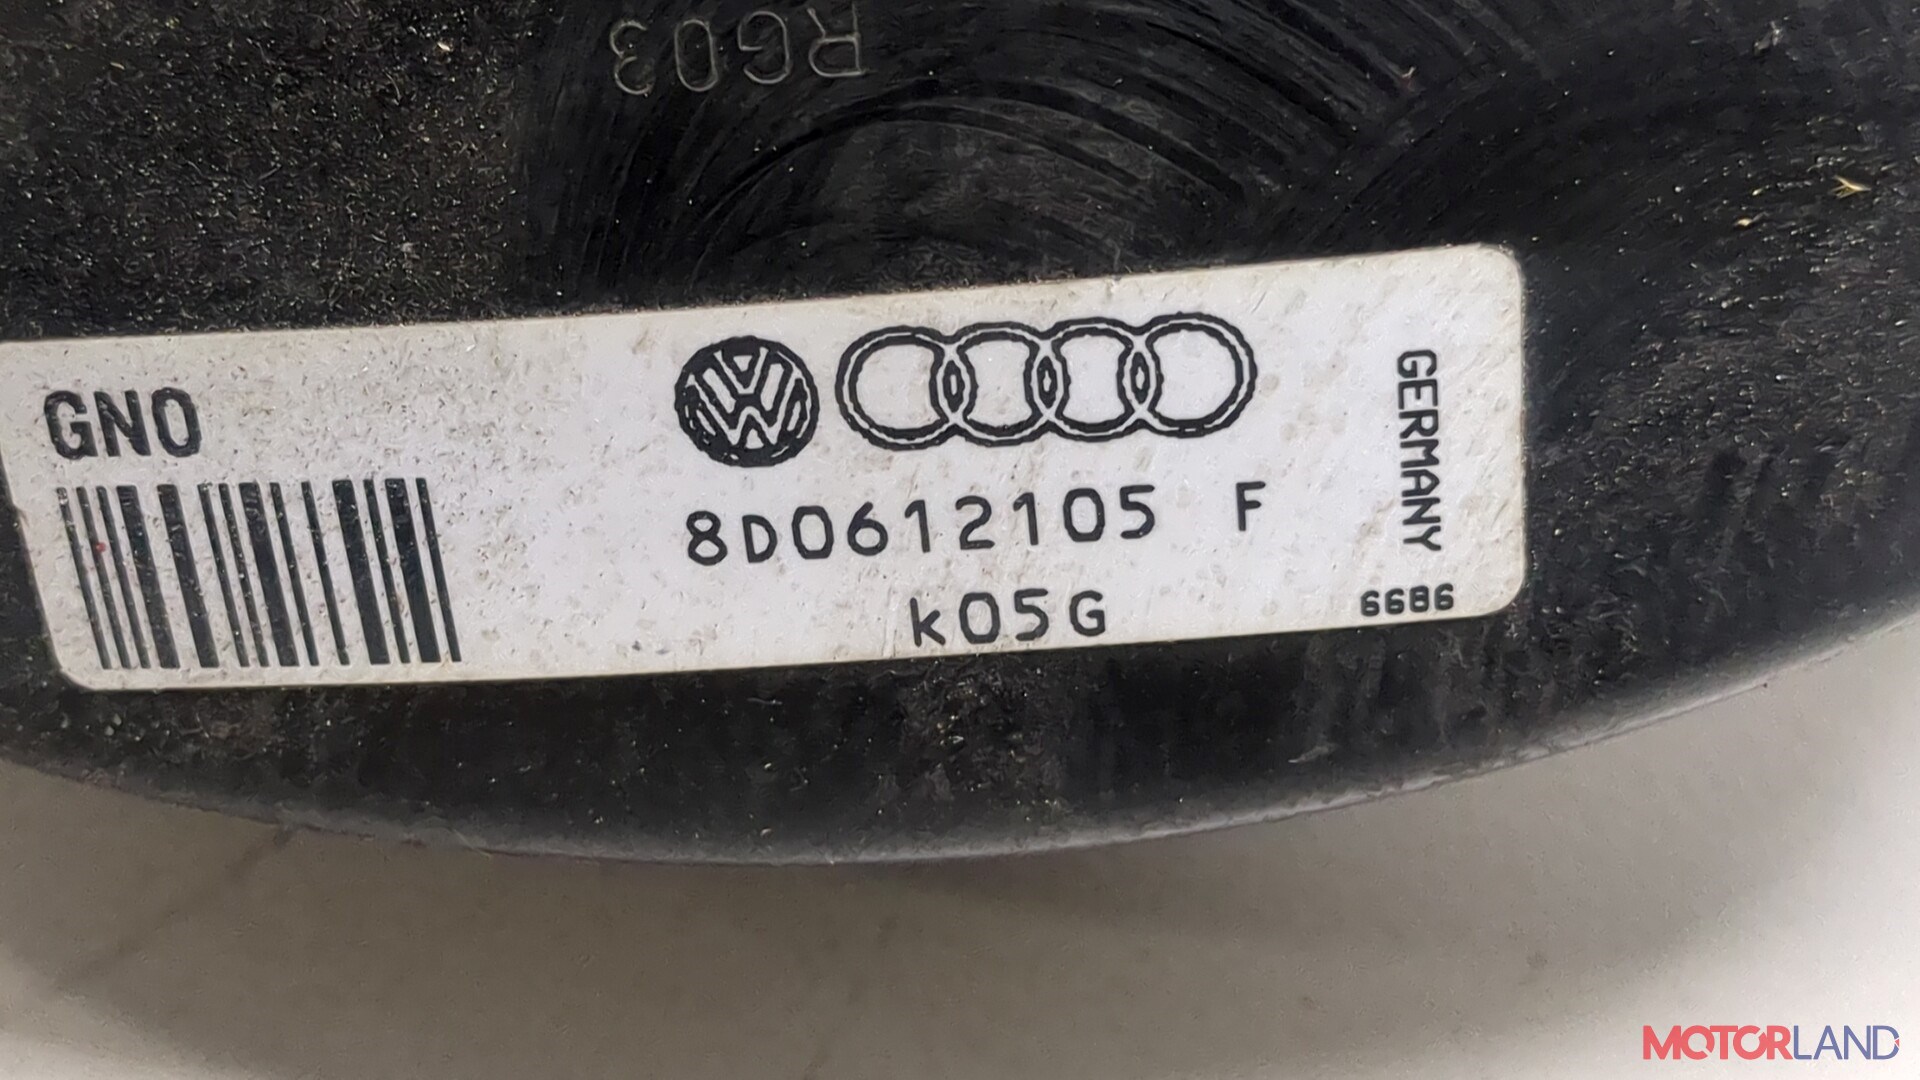 RG03
GNO
8D0612105 F
K05G
GERMANY
6686
MOTORLAND